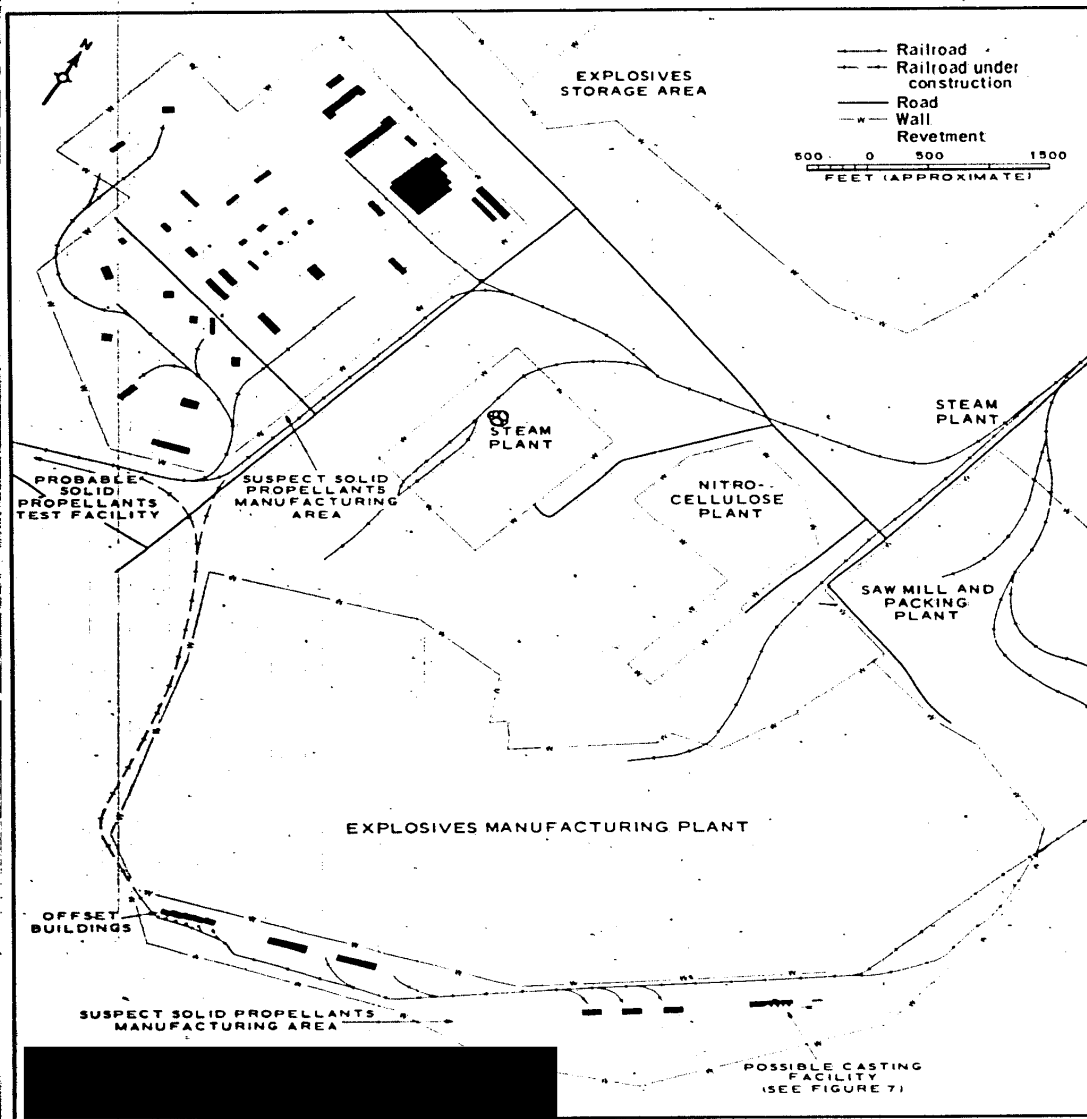 N
EXPLOSIVES
STORAGE AREA
Railroad
Railroad under
construction
Road
Wall
Revetment
500 0 500 1500
FEET (APPROXIMATE)
STEAM
PLANT
STEAM
PLANT
PROBABLE
SOLID
PROPELLANTS
TEST FACILITY
SUSPECT SOLID
PROPELLANTS
MANUFACTURING
AREA
NITRO-
CELLULOSE
PLANT
SAW MILL AND
PACKING
PLANT
EXPLOSIVES MANUFACTURING PLANT
OFFSET
BUILDINGS
SUSPECT SOLID PROPELLANTS
MANUFACTURING AREA
POSSIBLE CASTING
FACILITY
(SEE FIGURE 7)